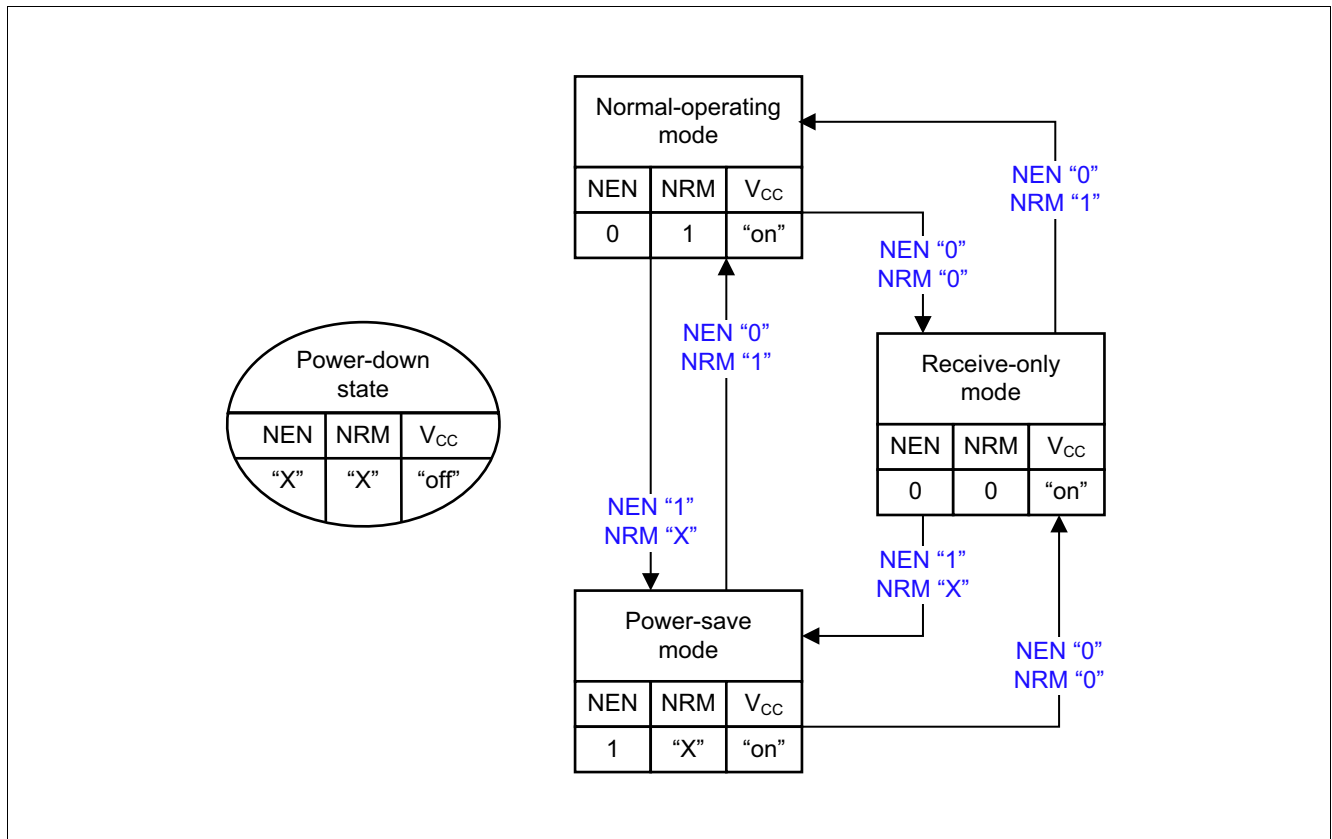 Normal-operating
mode
NEN NRM VCC
0 1 “on”
NEN “0”
NRM “1”
NEN “0”
NRM “0”
NEN “0”
NRM “1”
Power-down
state
NEN NRM VCC
“X” “X” “off”
Receive-only
mode
NEN NRM VCC
0 0 “on”
NEN “1”
NRM “X”
NEN “1”
NRM “X”
Power-save
mode
NEN NRM VCC
1 “X” “on”
NEN “0”
NRM “0”